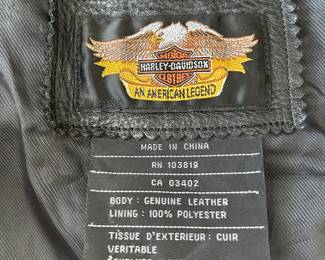 MOTOR
HARLEY-DAVIDSON
AN AMERICAN LEGEND
MADE IN CHINA
RN 103819
CA 03402
BODY: GENUINE LEATHER
LINING: 100% POLYESTER
TISSUE D'EXTERIEUR: CUIR
VERITABLE